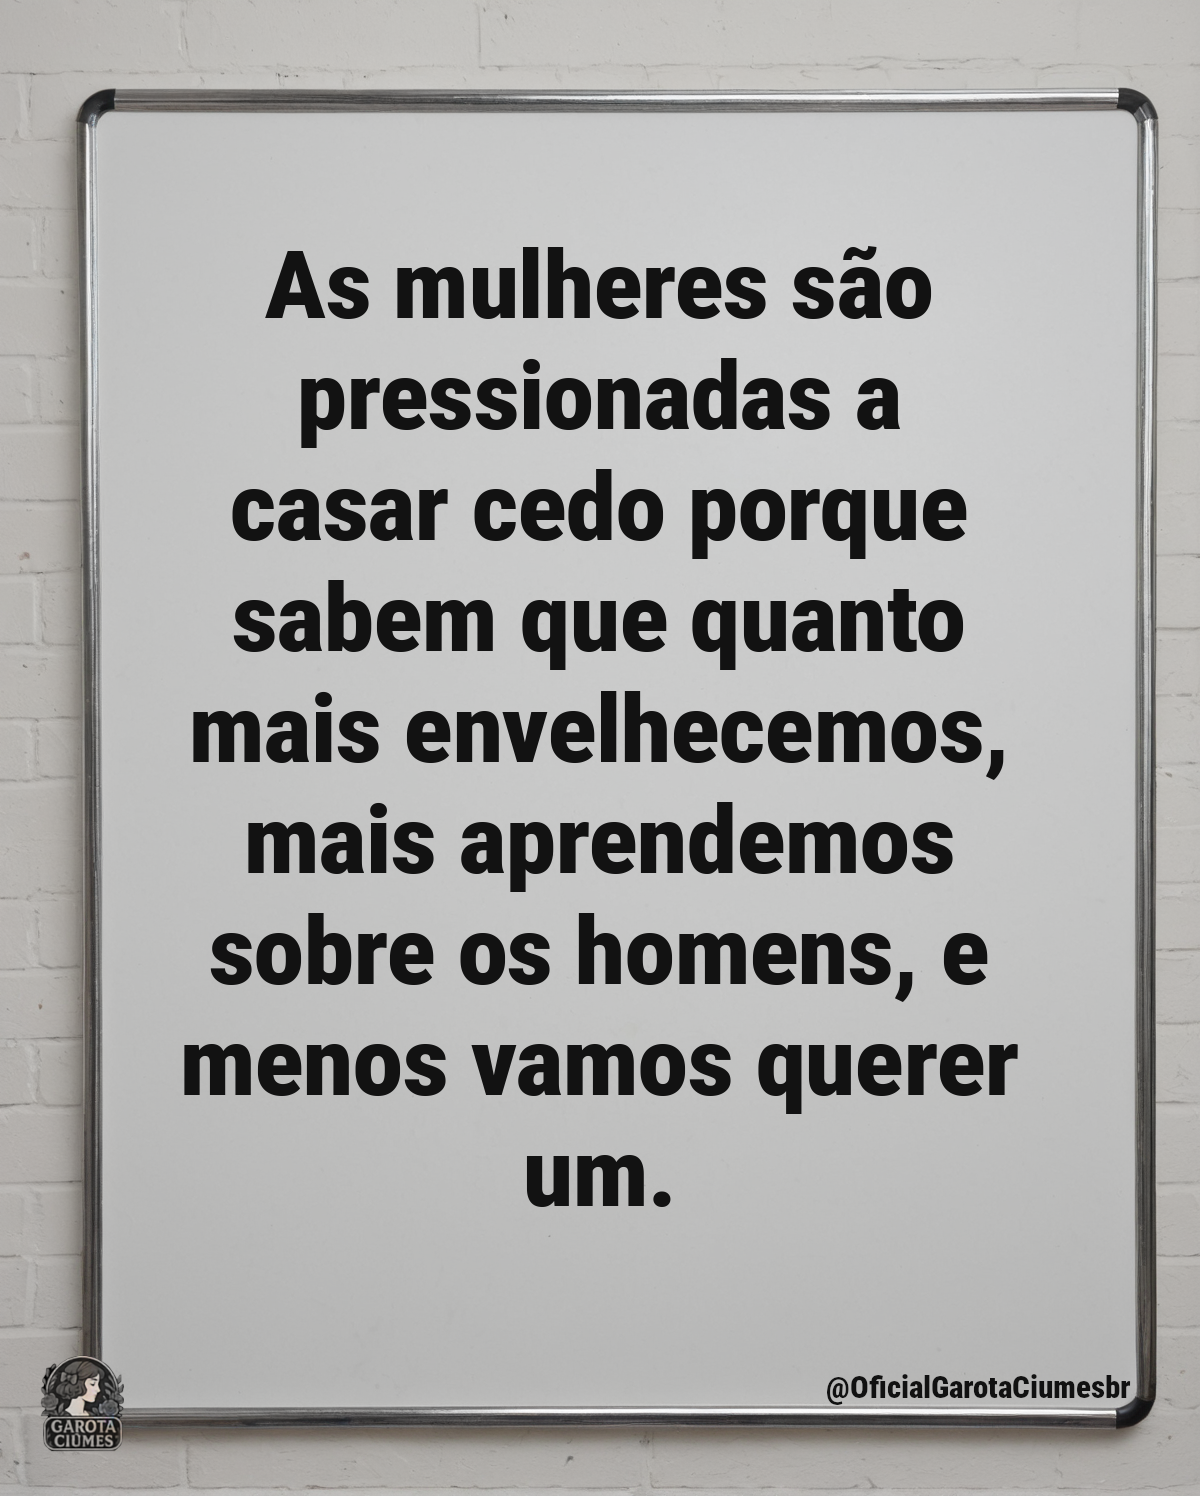 As mulheres são
pressionadas a
casar cedo porque
sabem que quanto
mais envelhecemos,
mais aprendemos
sobre os homens, e
menos vamos querer
um.
@OficialGarotaCiumesbr
GAROTA
CIÚMES